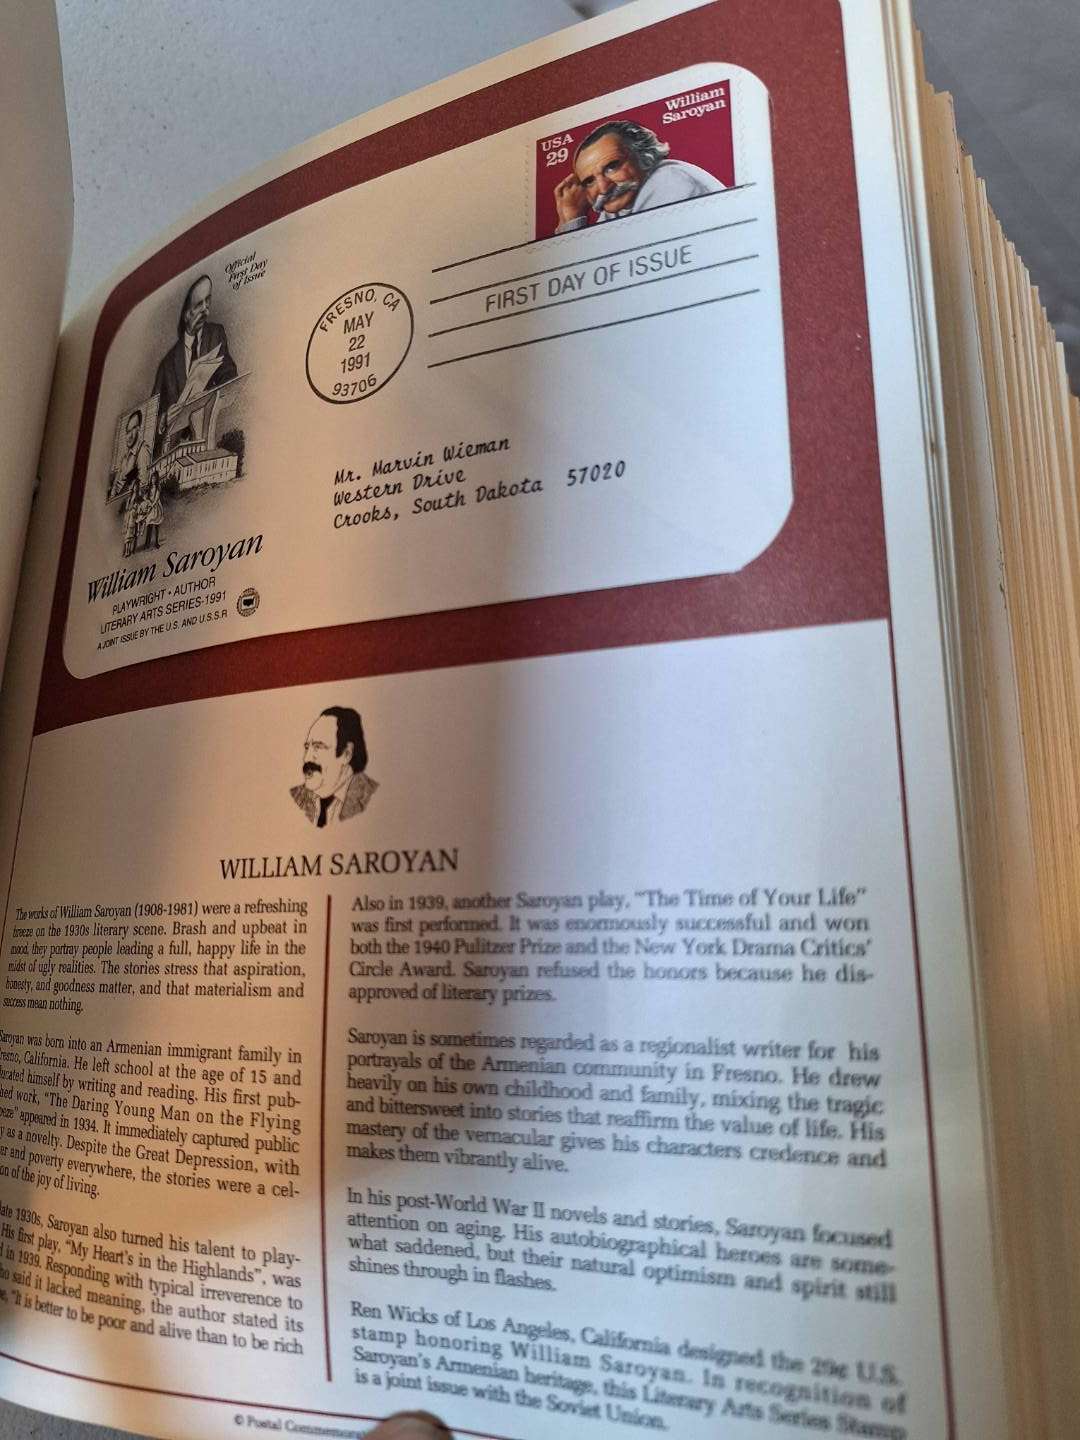 William
Saroyan
USA
29
Official
First Day
of Issue
FRESNO, CA
MAY
22
1991
93706
FIRST DAY OF ISSUE
Mr. Marvin Wieman
Western Drive
Crooks, South Dakota 57020
William Saroyan
PLAYWRIGHT • AUTHOR
LITERARY ARTS SERIES-1991
A JOINT ISSUE BY THE U.S. AND U.S.S.R
WILLIAM SAROYAN
The works of William Saroyan (1908-1981) were a refreshing
breeze on the 1930s literary scene. Brash and upbeat in
mood, they portray people leading a full, happy life in the
midst of ugly realities. The stories stress that aspiration,
honesty, and goodness matter, and that materialism and
success mean nothing.
Saroyan was born into an Armenian immigrant family in
Fresno, California. He left school at the age of 15 and
ucated himself by writing and reading. His first pub-
hed work, "The Daring Young Man on the Flying
eze" appeared in 1934. It immediately captured public
y as a novelty. Despite the Great Depression, with
er and poverty everywhere, the stories were a cel-
on of the joy of living.
late 1930s, Saroyan also turned his talent to play-
His first play, "My Heart's in the Highlands", was
d in 1939. Responding with typical irreverence to
ho said it lacked meaning, the author stated its
e, "It is better to be poor and alive than to be rich
Also in 1939, another Saroyan play, "The Time of Your Life"
was first performed. It was enormously successful and won
both the 1940 Pulitzer Prize and the New York Drama Critics'
Circle Award. Saroyan refused the honors because he dis-
approved of literary prizes.
Saroyan is sometimes regarded as a regionalist writer for his
portrayals of the Armenian community in Fresno. He drew
heavily on his own childhood and family, mixing the tragic
and bittersweet into stories that reaffirm the value of life. His
mastery of the vernacular gives his characters credence and
makes them vibrantly alive.
In his post-World War II novels and stories, Saroyan focused
attention on aging. His autobiographical heroes are some-
what saddened, but their natural optimism and spirit still
shines through in flashes.
Ren Wicks of Los Angeles, California designed the 29¢ U.S.
stamp honoring William Saroyan. In recognition of
Saroyan's Armenian heritage, this Literary Arts Series Stamp
is a joint issue with the Soviet Union.
© Postal Commemora